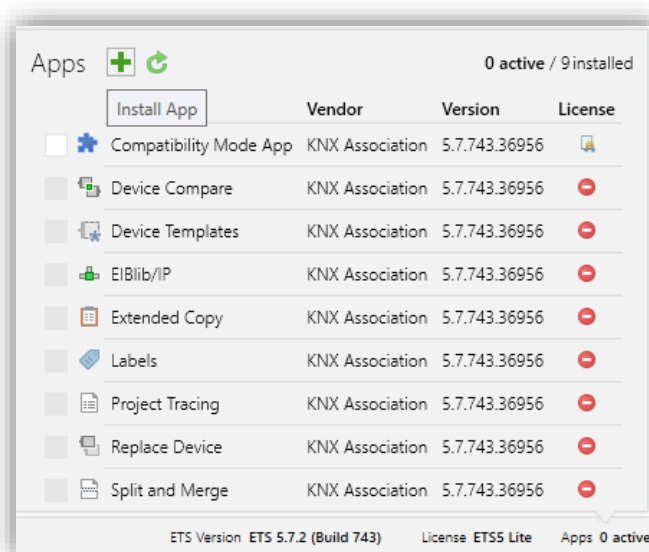 Apps 0 active / 9 installed
Install App Vendor Version License
Compatibility Mode App KNX Association 5.7.743.36956
Device Compare KNX Association 5.7.743.36956
Device Templates KNX Association 5.7.743.36956
EIBlib/IP KNX Association 5.7.743.36956
Extended Copy KNX Association 5.7.743.36956
Labels KNX Association 5.7.743.36956
Project Tracing KNX Association 5.7.743.36956
Replace Device KNX Association 5.7.743.36956
Split and Merge KNX Association 5.7.743.36956
ETS Version ETS 5.7.2 (Build 743) License ETS5 Lite Apps 0 active